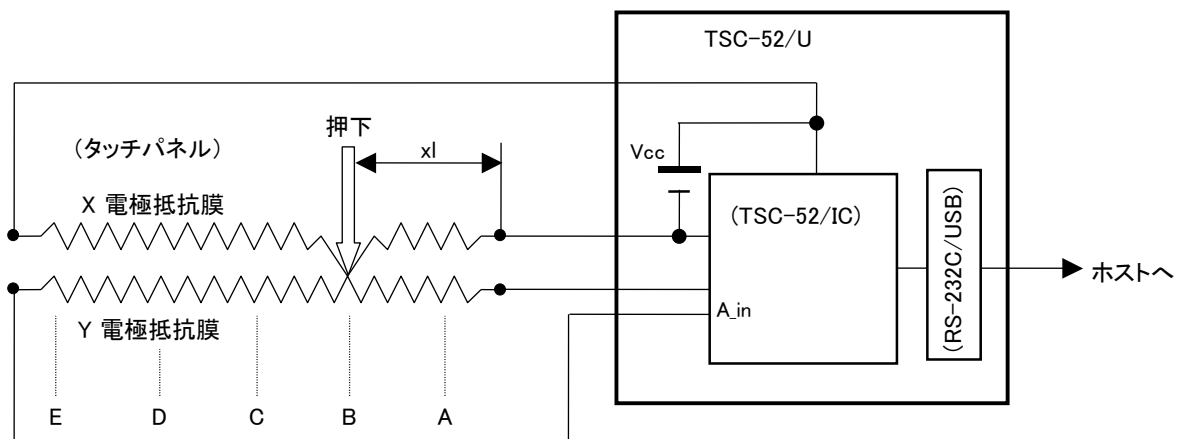 TSC-52/U
押下
(タッチパネル)
xl
Vcc
X 電極抵抗膜
(TSC-52/IC)
(RS-232C/USB)
ホストへ
A_in
Y 電極抵抗膜
E D C B A